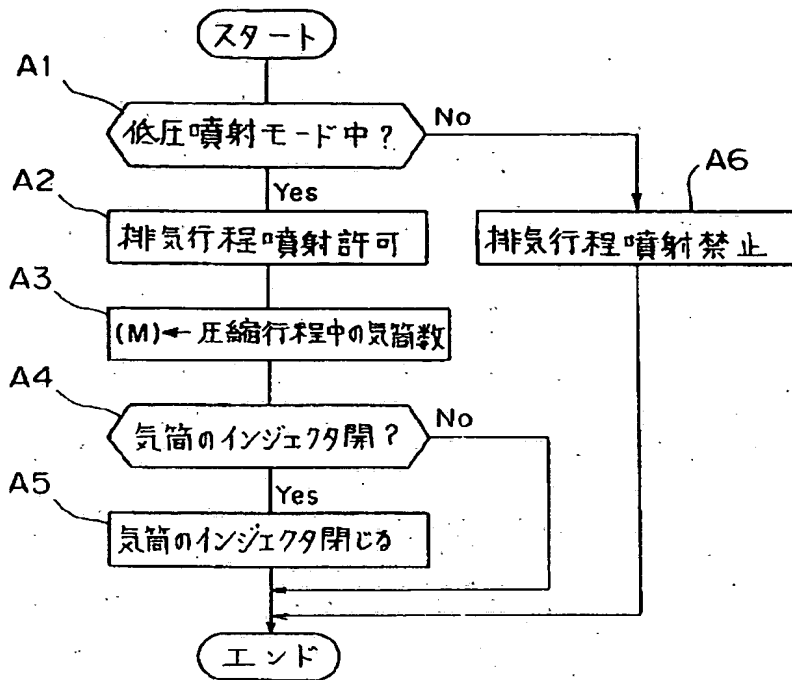 スタート
A1
低圧噴射モード中?
No
A2
Yes
A6
排気行程噴射許可
排気行程噴射禁止
A3
(M)← 圧縮行程中の気筒数
A4
気筒のインジェクタ開?
No
A5
Yes
気筒のインジェクタ閉じる
エンド